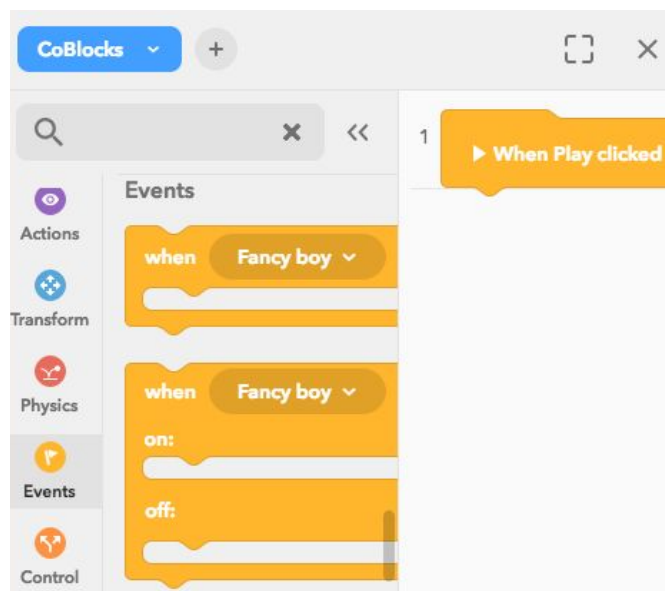 CoBlocks
+
1
When Play clicked
Events
Actions
when Fancy boy
Transform
Physics
when Fancy boy
on:
Events
off:
Control